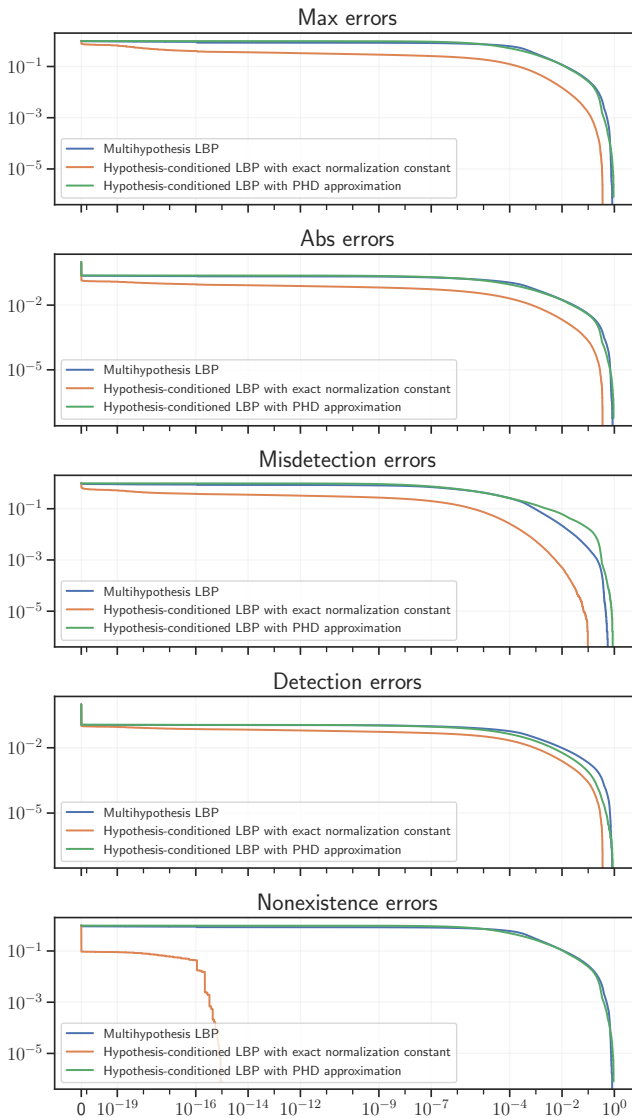 Max errors
10⁻¹
10⁻³
10⁻⁵
Multihypothesis LBP
Hypothesis-conditioned LBP with exact normalization constant
Hypothesis-conditioned LBP with PHD approximation
Abs errors
10⁻²
10⁻⁵
Multihypothesis LBP
Hypothesis-conditioned LBP with exact normalization constant
Hypothesis-conditioned LBP with PHD approximation
Misdetection errors
10⁻¹
10⁻³
10⁻⁵
Multihypothesis LBP
Hypothesis-conditioned LBP with exact normalization constant
Hypothesis-conditioned LBP with PHD approximation
Detection errors
10⁻²
10⁻⁵
Multihypothesis LBP
Hypothesis-conditioned LBP with exact normalization constant
Hypothesis-conditioned LBP with PHD approximation
Nonexistence errors
10⁻¹
10⁻³
10⁻⁵
Multihypothesis LBP
Hypothesis-conditioned LBP with exact normalization constant
Hypothesis-conditioned LBP with PHD approximation
0 10⁻¹⁹ 10⁻¹⁶ 10⁻¹⁴ 10⁻¹² 10⁻⁹ 10⁻⁷ 10⁻⁴ 10⁻² 10⁰